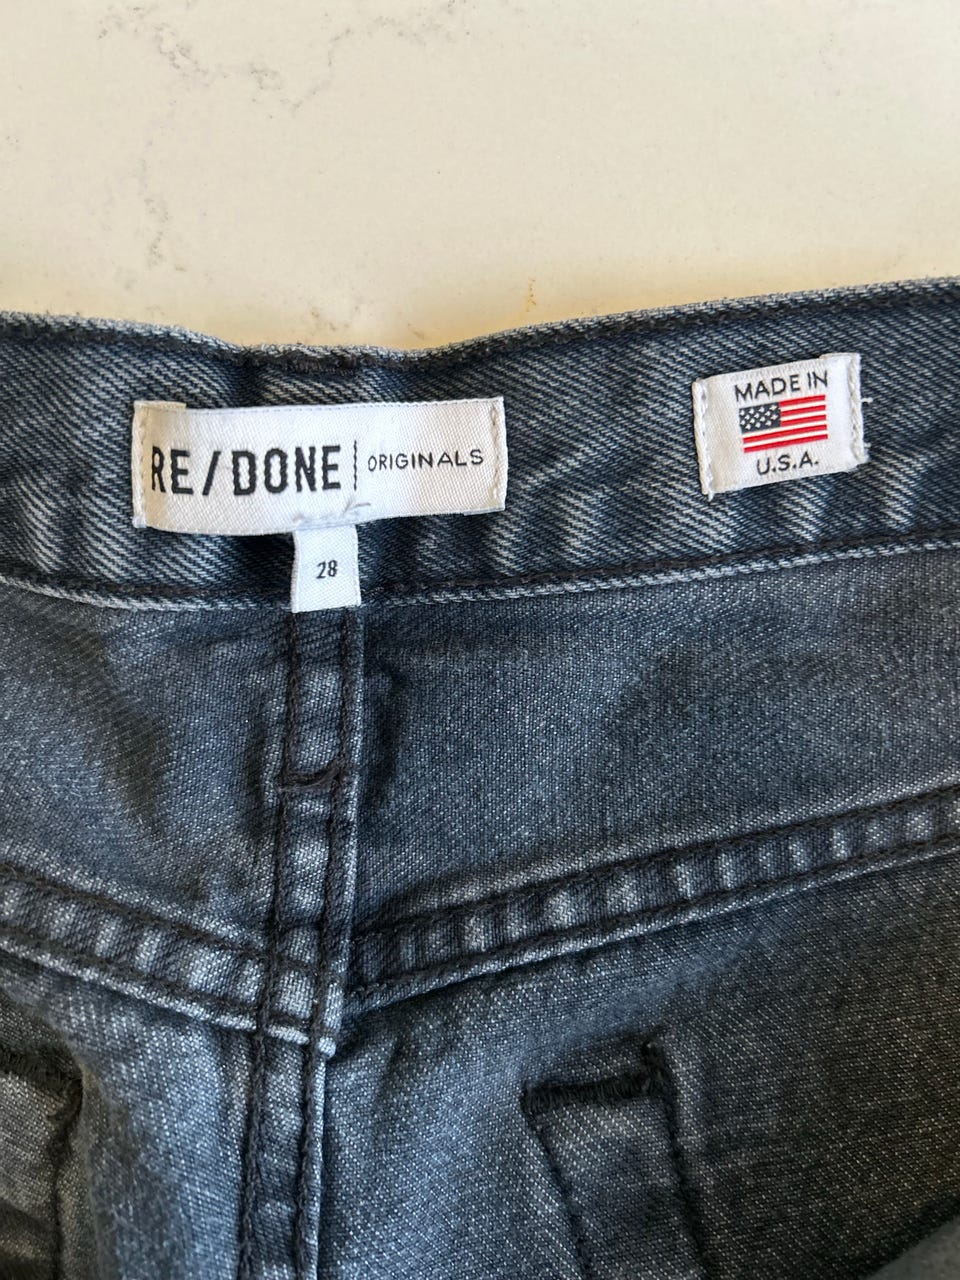 RE/DONE | ORIGINALS
28
MADE IN
U.S.A.